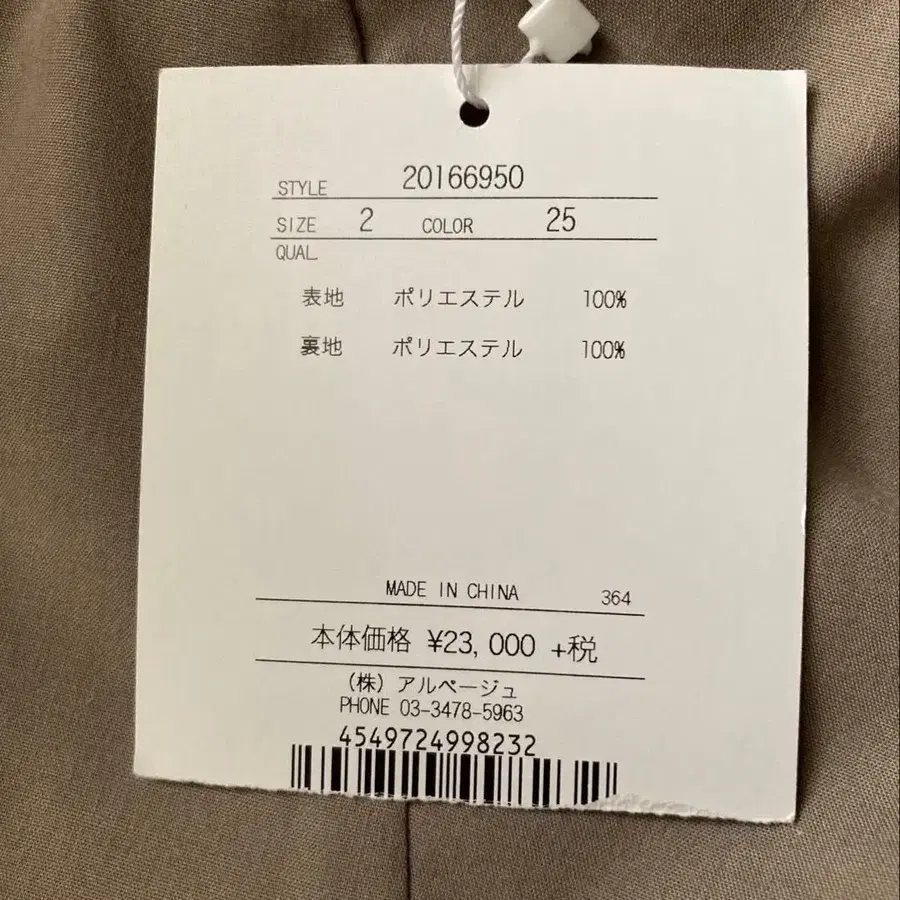 STYLE 20166950
SIZE 2 COLOR 25
QUAL
表地 ポリエステル 100%
裏地 ポリエステル 100%
MADE IN CHINA 364
本体価格 ¥23,000 +税
(株) アルページュ
PHONE 03-3478-5963
4549724998232